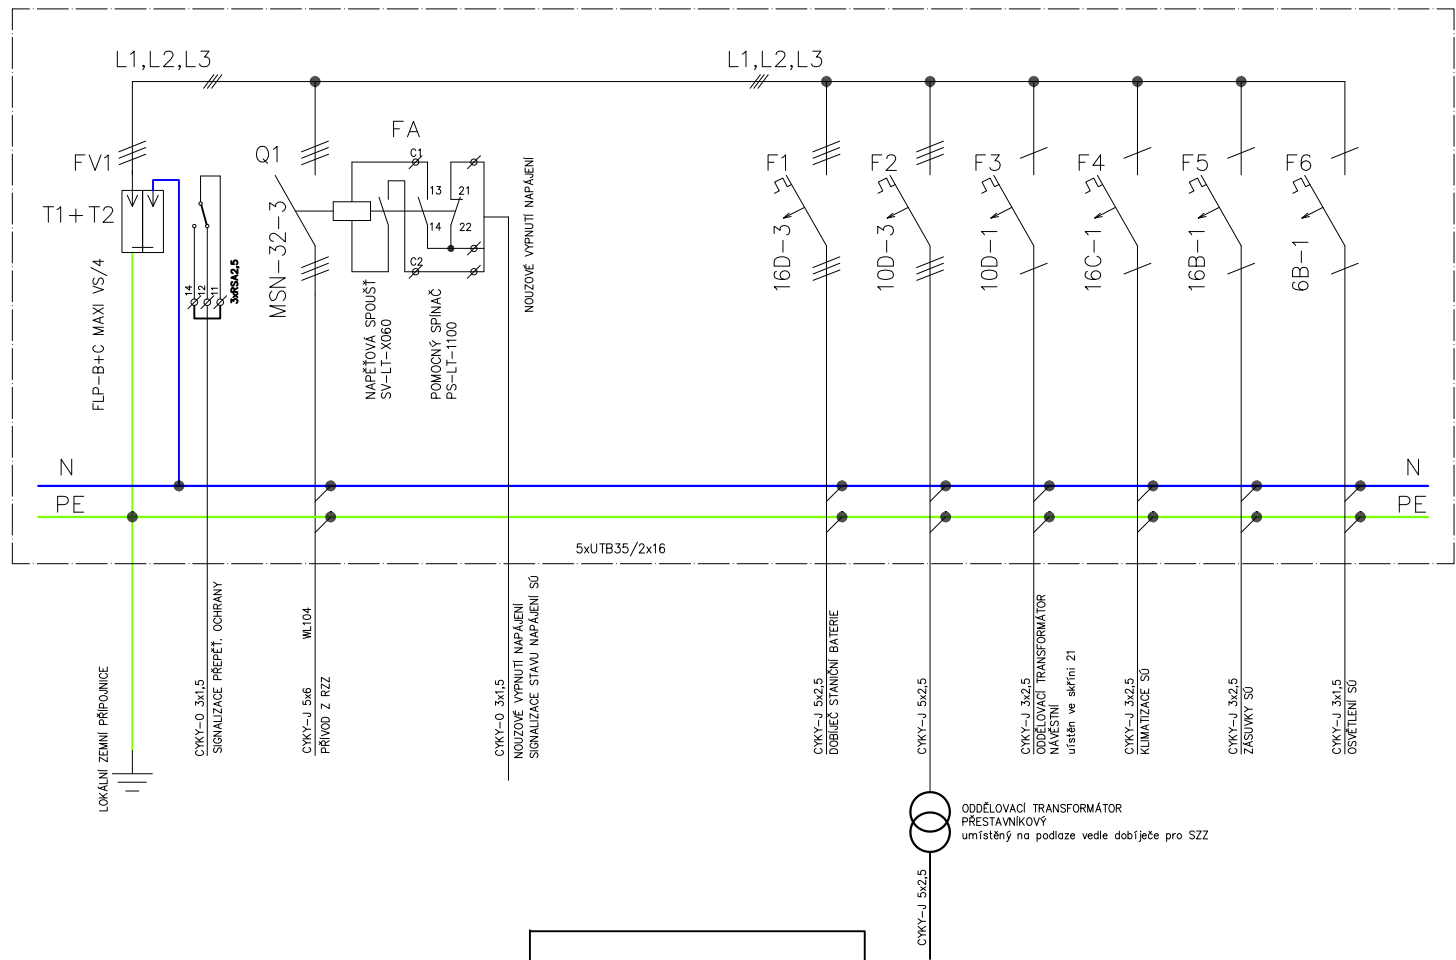 L1,L2,L3
L1,L2,L3
FV1
T1+T2
FLP-B+C MAXI VS/4
14
12
11
3xRSA2,5
Q1
MSN-32-3
FA
C1
13
21
14
22
C2
NAPĚŤOVÁ SPOUŠŤ
SV-LT-X060
POMOCNÝ SPÍNAČ
PS-LT-1100
NOUZOVÉ VYPNUTÍ NAPÁJENÍ
F1
16D-3
F2
10D-3
F3
10D-1
F4
16C-1
F5
16B-1
F6
6B-1
N
N
PE
PE
5xUTB35/2x16
LOKÁLNÍ ZEMNÍ PŘÍPOJNICE
CYKY-O 3x1,5
SIGNALIZACE PŘEPĚŤ. OCHRANY
CYKY-J 5x6
WL104
PŘÍVOD Z RZZ
CYKY-O 3x1,5
NOUZOVÉ VYPNUTÍ NAPÁJENÍ
SIGNALIZACE STAVU NAPÁJENÍ SÚ
CYKY-J 5x2,5
DOBÍJEČ STANIČNÍ BATERIE
CYKY-J 5x2,5
CYKY-J 3x2,5
ODDĚLOVACÍ TRANSFORMÁTOR
NÁVĚSTNÍ
uístěn ve skříni 21
CYKY-J 3x2,5
KLIMATIZACE SÚ
CYKY-J 3x2,5
ZÁSUVKY SÚ
CYKY-J 3x1,5
OSVĚTLENÍ SÚ
ODDĚLOVACÍ TRANSFORMÁTOR
PŘESTAVNÍKOVÝ
umístěný na podlaze vedle dobíječe pro SZZ
CYKY-J 5x2,5